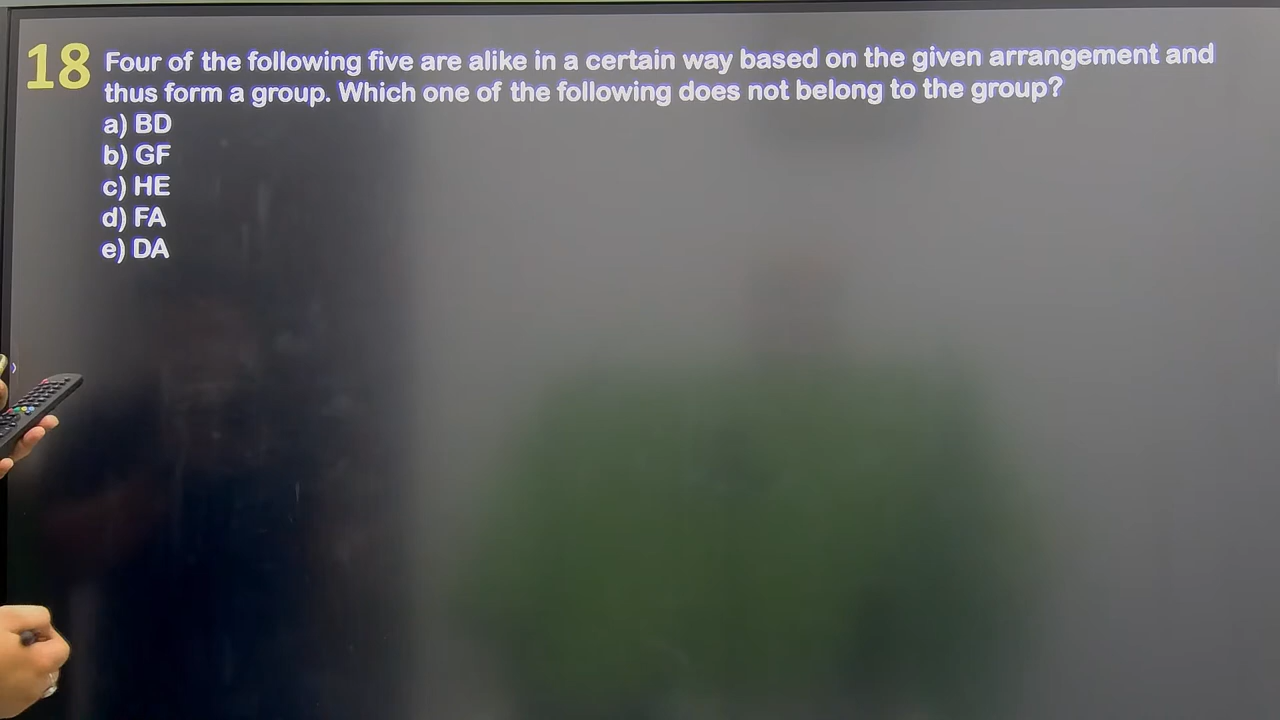 18 Four of the following five are alike in a certain way based on the given arrangement and
thus form a group. Which one of the following does not belong to the group?
a) BD
b) GF
c) HE
d) FA
e) DA